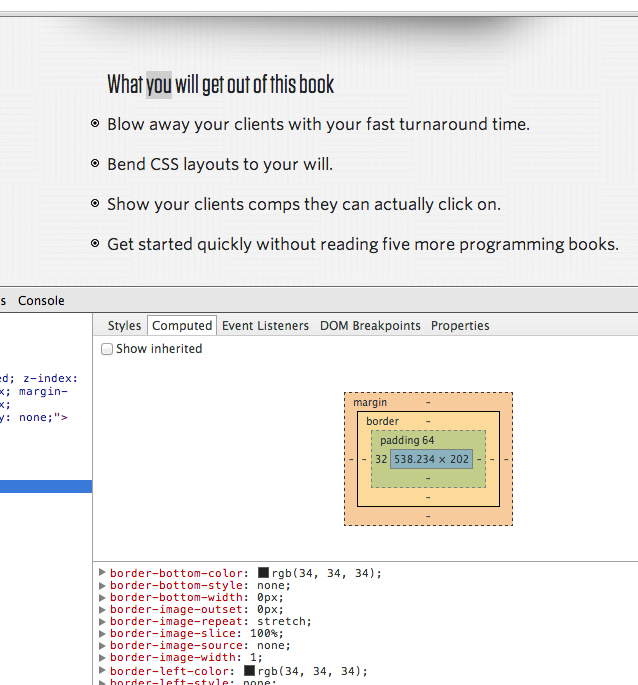 What you will get out of this book
Blow away your clients with your fast turnaround time.
Bend CSS layouts to your will.
Show your clients comps they can actually click on.
Get started quickly without reading five more programming books.
s Console
Styles Computed Event Listeners DOM Breakpoints Properties
Show inherited
ed; z-index:
x; margin-
x;
y: none;">
margin -
border -
padding 64
- - 32 538.234 × 202 - - -
-
-
-
border-bottom-color: rgb(34, 34, 34);
border-bottom-style: none;
border-bottom-width: 0px;
border-image-outset: 0px;
border-image-repeat: stretch;
border-image-slice: 100%;
border-image-source: none;
border-image-width: 1;
border-left-color: rgb(34, 34, 34);
border-left-style: none;